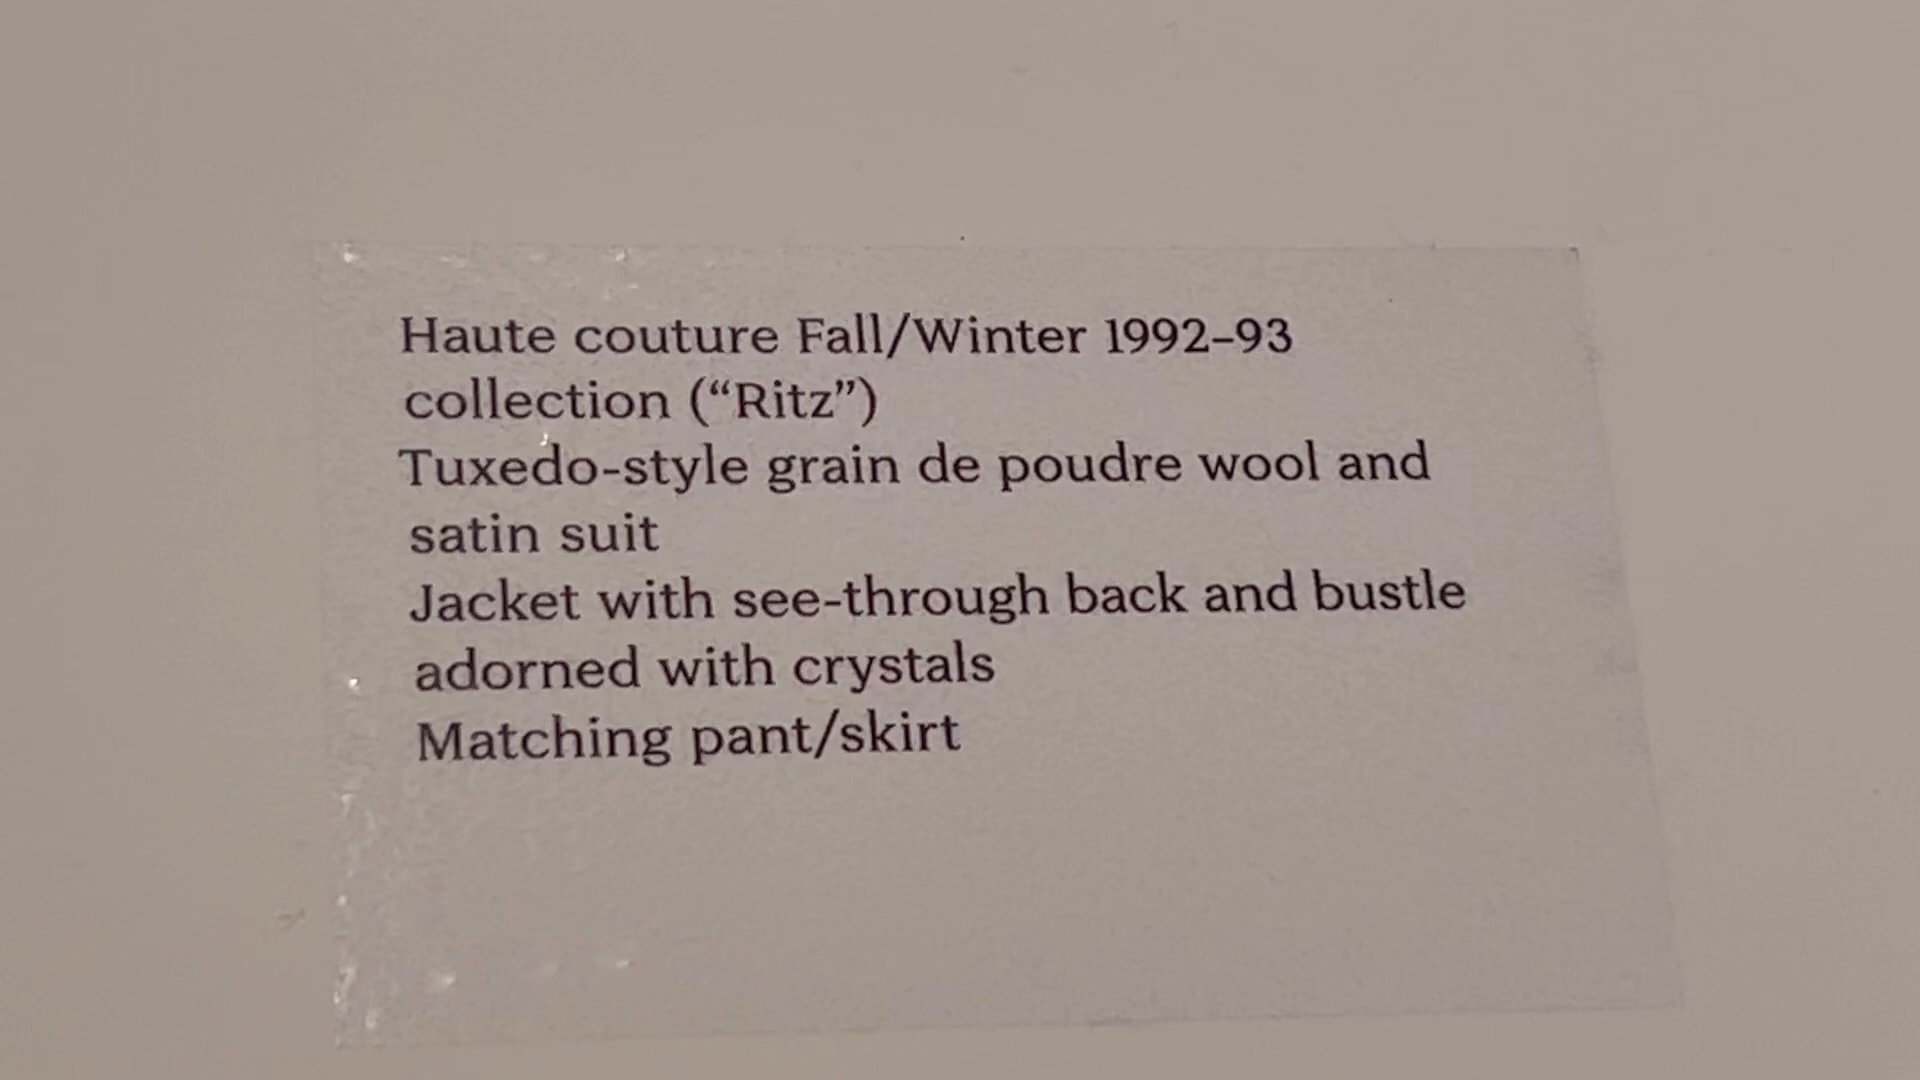 Haute couture Fall/Winter 1992–93
collection (“Ritz”)
Tuxedo-style grain de poudre wool and
satin suit
Jacket with see-through back and bustle
adorned with crystals
Matching pant/skirt